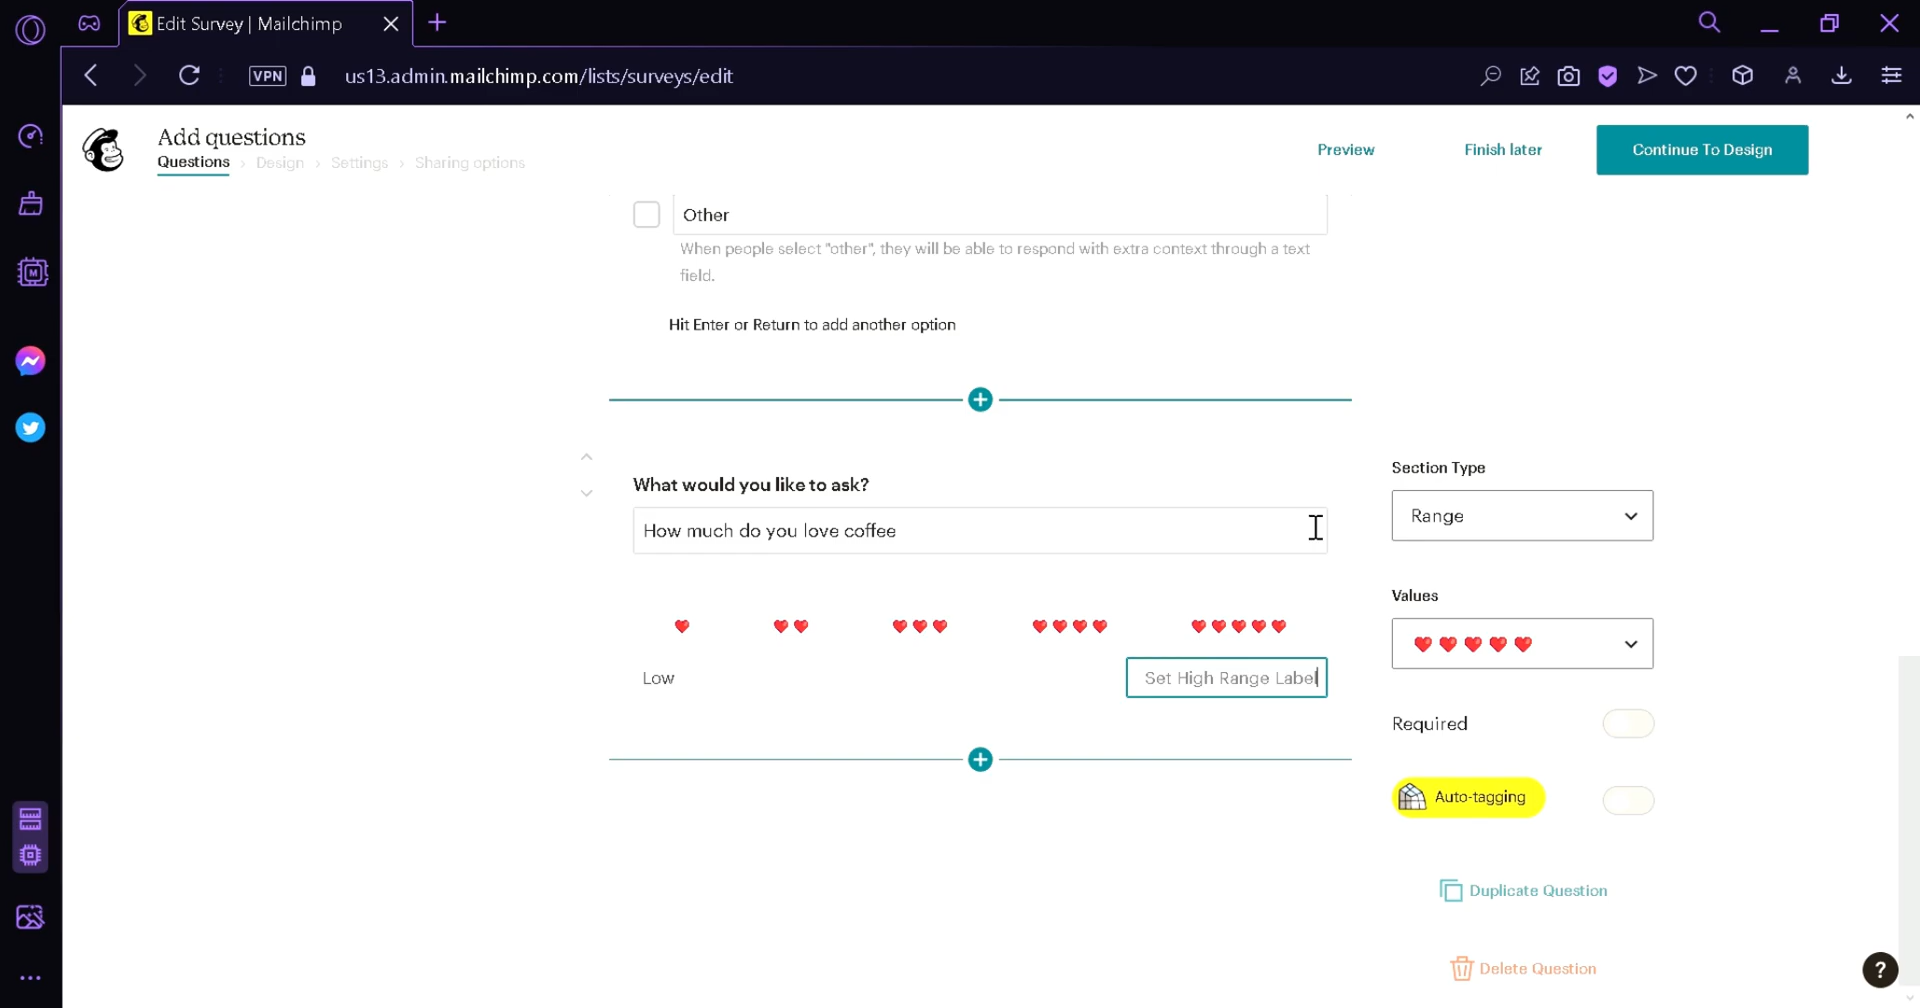 Edit Survey | Mailchimp
VPN
us13.admin.mailchimp.com/lists/surveys/edit
Add questions
Questions › Design › Settings › Sharing options
Preview
Finish later
Continue To Design
Other
When people select "other", they will be able to respond with extra context through a text
field.
Hit Enter or Return to add another option
What would you like to ask?
How much do you love coffee
Low
Set High Range Label
Section Type
Range
Values
Required
Auto-tagging
Duplicate Question
Delete Question
?
M